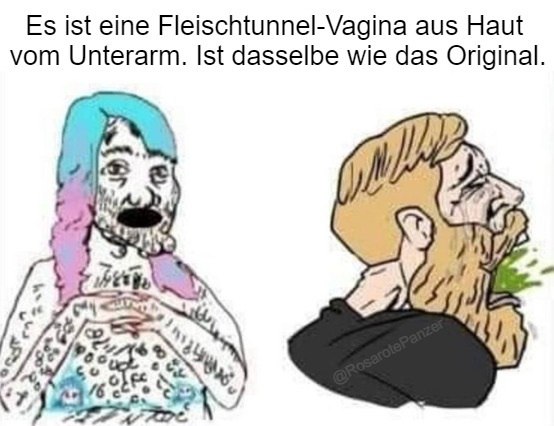 Es ist eine Fleischtunnel-Vagina aus Haut
vom Unterarm. Ist dasselbe wie das Original.
@RosarotePanzer